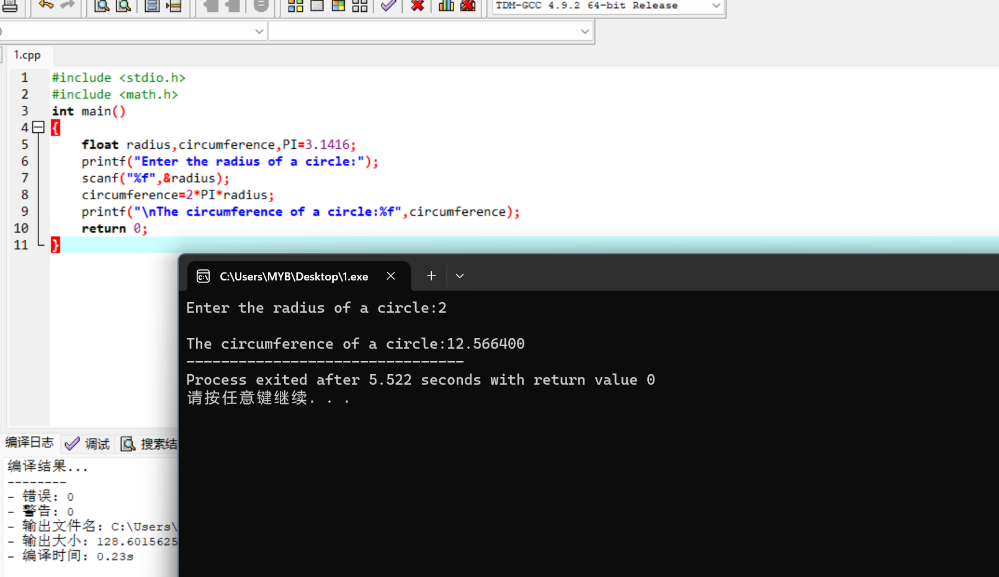 TDM-GCC 4.9.2 64-bit Release
)
1.cpp
1 #include <stdio.h>
2 #include <math.h>
3 int main()
4 {
5 float radius,circumference,PI=3.1416;
6 printf("Enter the radius of a circle:");
7 scanf("%f",&radius);
8 circumference=2*PI*radius;
9 printf("\nThe circumference of a circle:%f",circumference);
10 return 0;
11 }
C:\Users\MYB\Desktop\1.exe
Enter the radius of a circle:2
The circumference of a circle:12.566400
--------------------------------
Process exited after 5.522 seconds with return value 0
请按任意键继续. . .
编译日志 调试 搜索结
编译结果...
--------
- 错误: 0
- 警告: 0
- 输出文件名: C:\Users\
- 输出大小: 128.6015625
- 编译时间: 0.23s